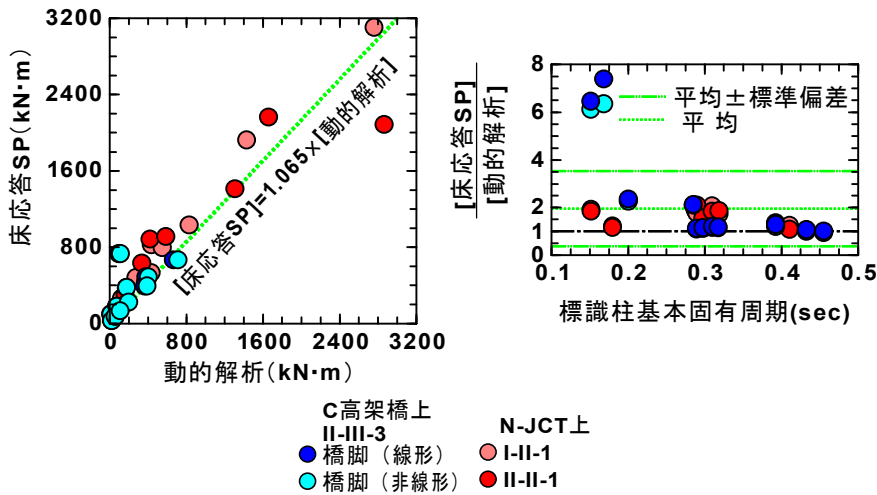 3200
2400
1600
800
0
床応答SP(kN·m)
0 800 1600 2400 3200
動的解析(kN·m)
[床応答SP]=1.065×[動的解析]
[床応答SP]
[動的解析]
8
7
6
5
4
3
2
1
0
平均±標準偏差
平 均
0.1 0.2 0.3 0.4 0.5
標識柱基本固有周期(sec)
C高架橋上
II-III-3
橋脚（線形）
橋脚（非線形）
N-JCT上
I-II-1
II-II-1